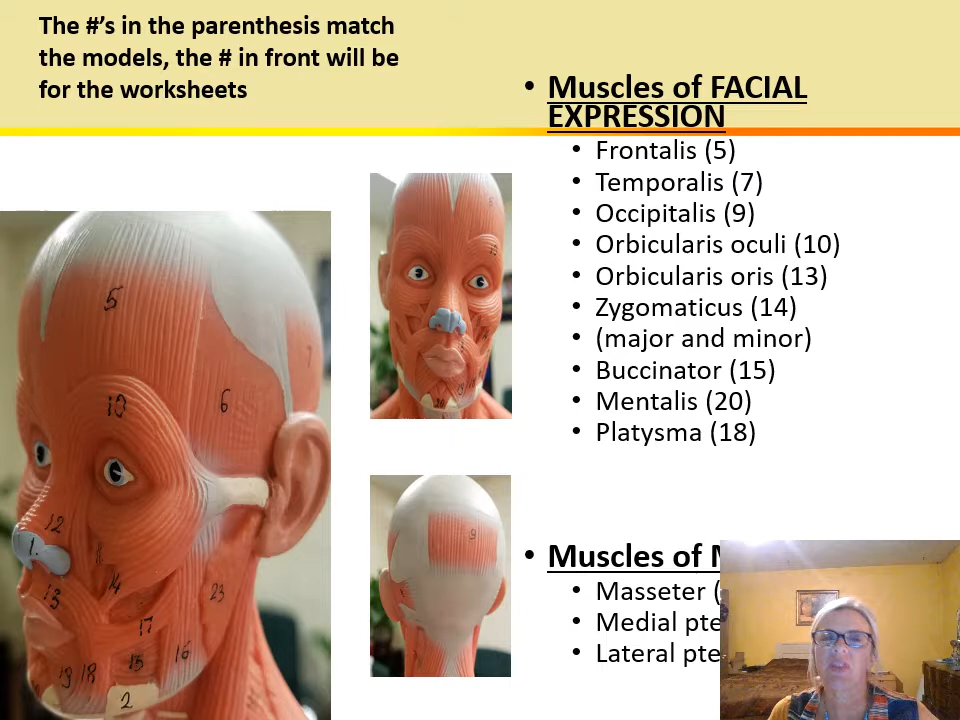 The #'s in the parenthesis match
the models, the # in front will be
for the worksheets
• Muscles of FACIAL
EXPRESSION
• Frontalis (5)
• Temporalis (7)
• Occipitalis (9)
• Orbicularis oculi (10)
• Orbicularis oris (13)
• Zygomaticus (14)
• (major and minor)
• Buccinator (15)
• Mentalis (20)
• Platysma (18)
• Muscles of
• Masseter (
• Medial pte
• Lateral pte
5
6
7
10
12
1.
14
13
23
17
16
15
19
18
2
9